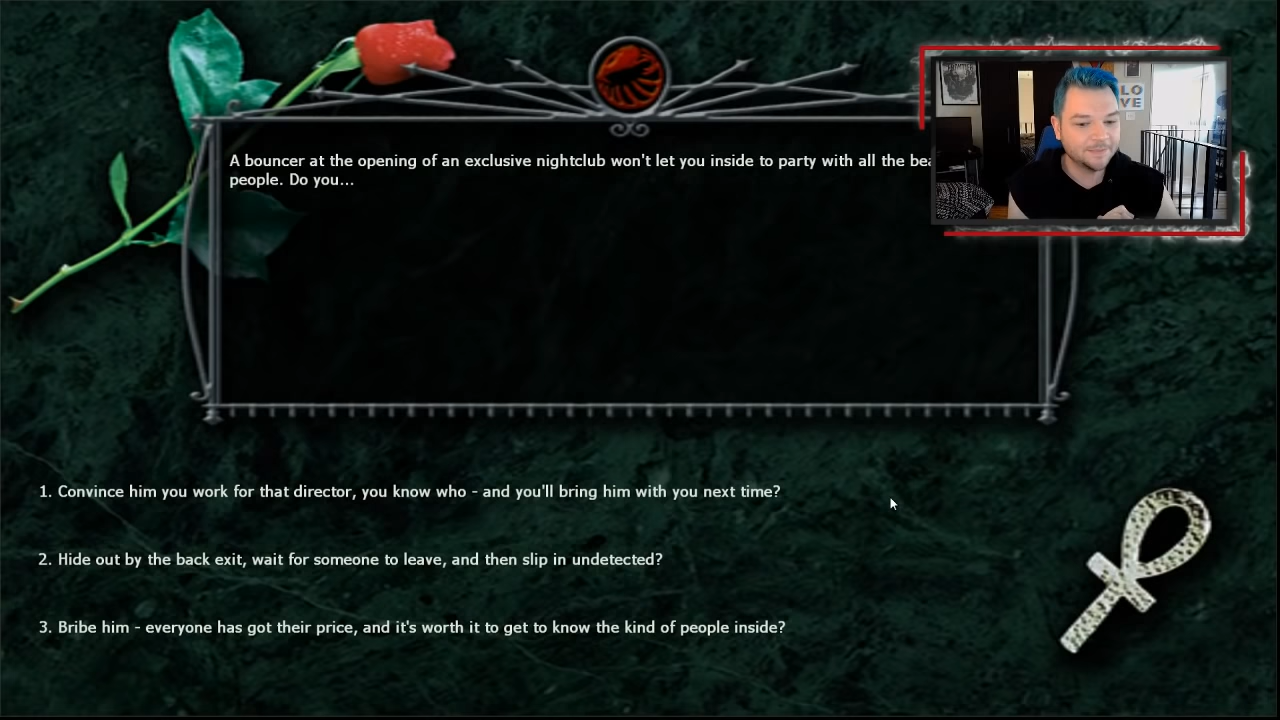 A bouncer at the opening of an exclusive nightclub won't let you inside to party with all the
people. Do you...
LO
VE
1. Convince him you work for that director, you know who - and you'll bring him with you next time?
2. Hide out by the back exit, wait for someone to leave, and then slip in undetected?
3. Bribe him - everyone has got their price, and it's worth it to get to know the kind of people inside?